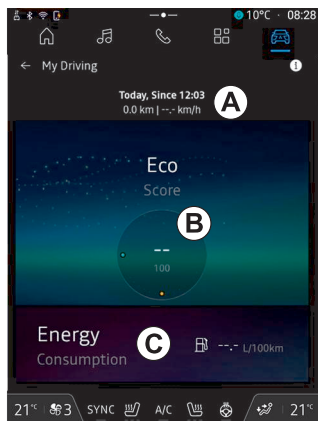 10°C · 08:28
My Driving
Today, Since 12:03
0.0 km | --.- km/h
A
Eco
Score
B
--
100
Energy
Consumption
C
--.- L/100km
21°C 3 SYNC A/C 21°C